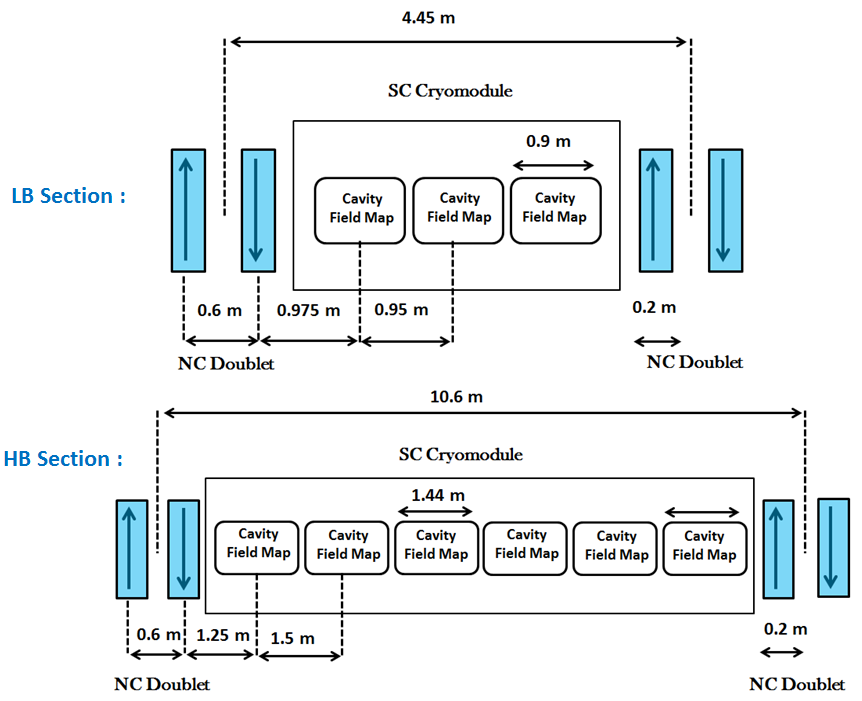 4.45 m
SC Cryomodule
0.9 m
LB Section :
Cavity
Field Map
Cavity
Field Map
Cavity
Field Map
0.6 m
0.975 m
0.95 m
0.2 m
NC Doublet
NC Doublet
10.6 m
HB Section :
SC Cryomodule
1.44 m
Cavity
Field Map
Cavity
Field Map
Cavity
Field Map
Cavity
Field Map
Cavity
Field Map
Cavity
Field Map
0.6 m
1.25 m
1.5 m
0.2 m
NC Doublet
NC Doublet